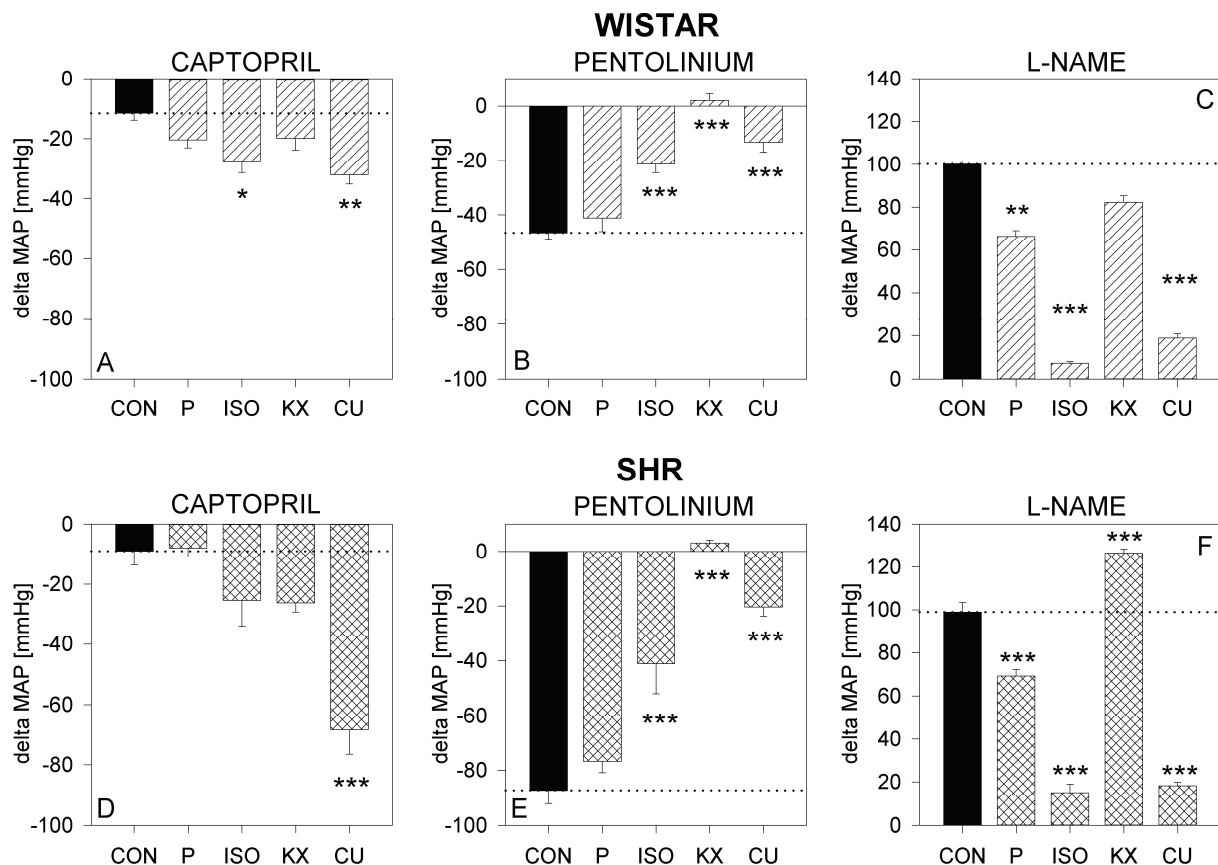 WISTAR
CAPTOPRIL
PENTOLINIUM
L-NAME
delta MAP [mmHg]
0
-20
-40
-60
-80
-100
*
**
A
CON P ISO KX CU
delta MAP [mmHg]
0
-20
-40
-60
-80
-100
***
***
***
B
CON P ISO KX CU
delta MAP [mmHg]
140
120
100
80
60
40
20
0
C
**
***
***
CON P ISO KX CU
SHR
CAPTOPRIL
PENTOLINIUM
L-NAME
delta MAP [mmHg]
0
-20
-40
-60
-80
-100
***
D
CON P ISO KX CU
delta MAP [mmHg]
0
-20
-40
-60
-80
-100
***
***
***
E
CON P ISO KX CU
delta MAP [mmHg]
140
120
100
80
60
40
20
0
F
***
***
***
***
CON P ISO KX CU